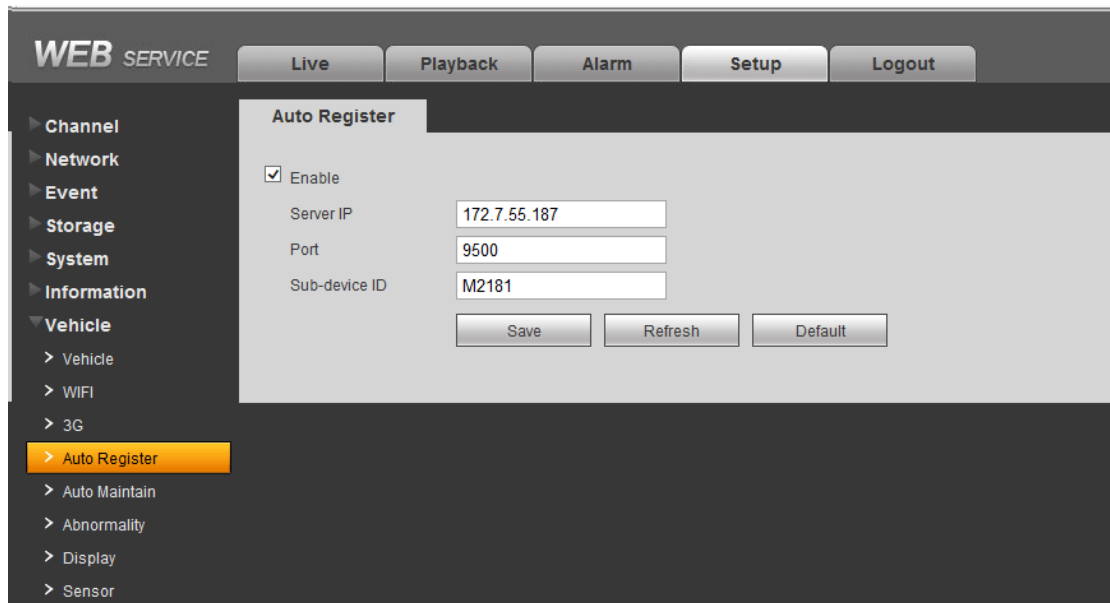 WEB SERVICE
Live Playback Alarm Setup Logout
Channel
Network
Event
Storage
System
Information
Vehicle
Vehicle
WIFI
3G
Auto Register
Auto Maintain
Abnormality
Display
Sensor
Auto Register
Enable
Server IP 172.7.55.187
Port 9500
Sub-device ID M2181
Save Refresh Default